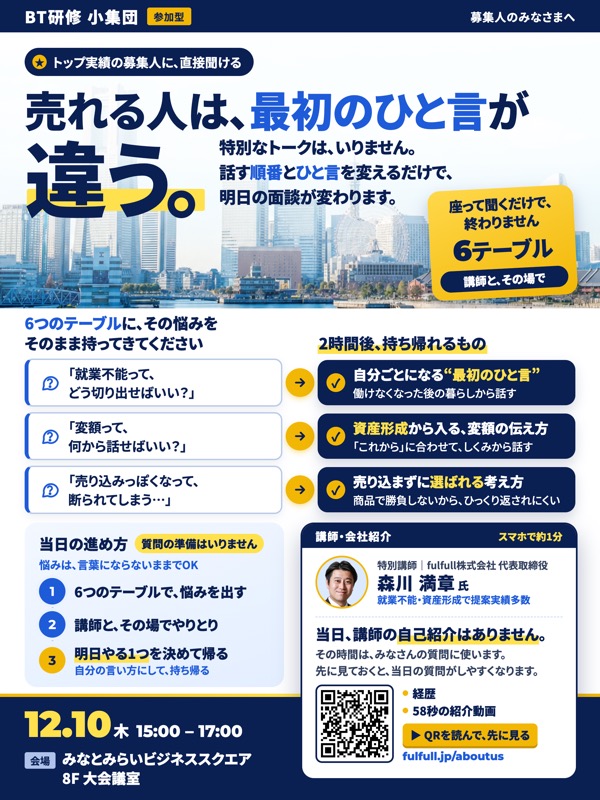 BT研修 小集団 参加型
募集人のみなさまへ
トップ実績の募集人に、直接聞ける
売れる人は、最初のひと言が
違う。
特別なトークは、いりません。
話す順番とひと言を変えるだけで、
明日の面談が変わります。
座って聞くだけで、
終わりません
6テーブル
講師と、その場で
6つのテーブルに、その悩みを
そのまま持ってきてください
2時間後、持ち帰れるもの
「就業不能って、
どう切り出せばいい？」
自分ごとになる“最初のひと言”
働けなくなった後の暮らしから話す
「変額って、
何から話せばいい？」
資産形成から入る、変額の伝え方
「これから」に合わせて、しくみから話す
「売り込みっぽくなって、
断られてしまう…」
売り込まずに選ばれる考え方
商品で勝負しないから、ひっくり返されにくい
当日の進め方 質問の準備はいりません
悩みは、言葉にならないままでOK
1 6つのテーブルで、悩みを出す
2 講師と、その場でやりとり
3 明日やる1つを決めて帰る
自分の言い方にして、持ち帰る
講師・会社紹介 スマホで約1分
特別講師｜fulfull株式会社 代表取締役
森川 満章 氏
就業不能・資産形成で提案実績多数
当日、講師の自己紹介はありません。
その時間は、みなさんの質問に使います。
先に見ておくと、当日の質問がしやすくなります。
経歴
58秒の紹介動画
▶ QRを読んで、先に見る
fulfull.jp/aboutus
12.10 木 15:00 – 17:00
会場 みなとみらいビジネススクエア
8F 大会議室